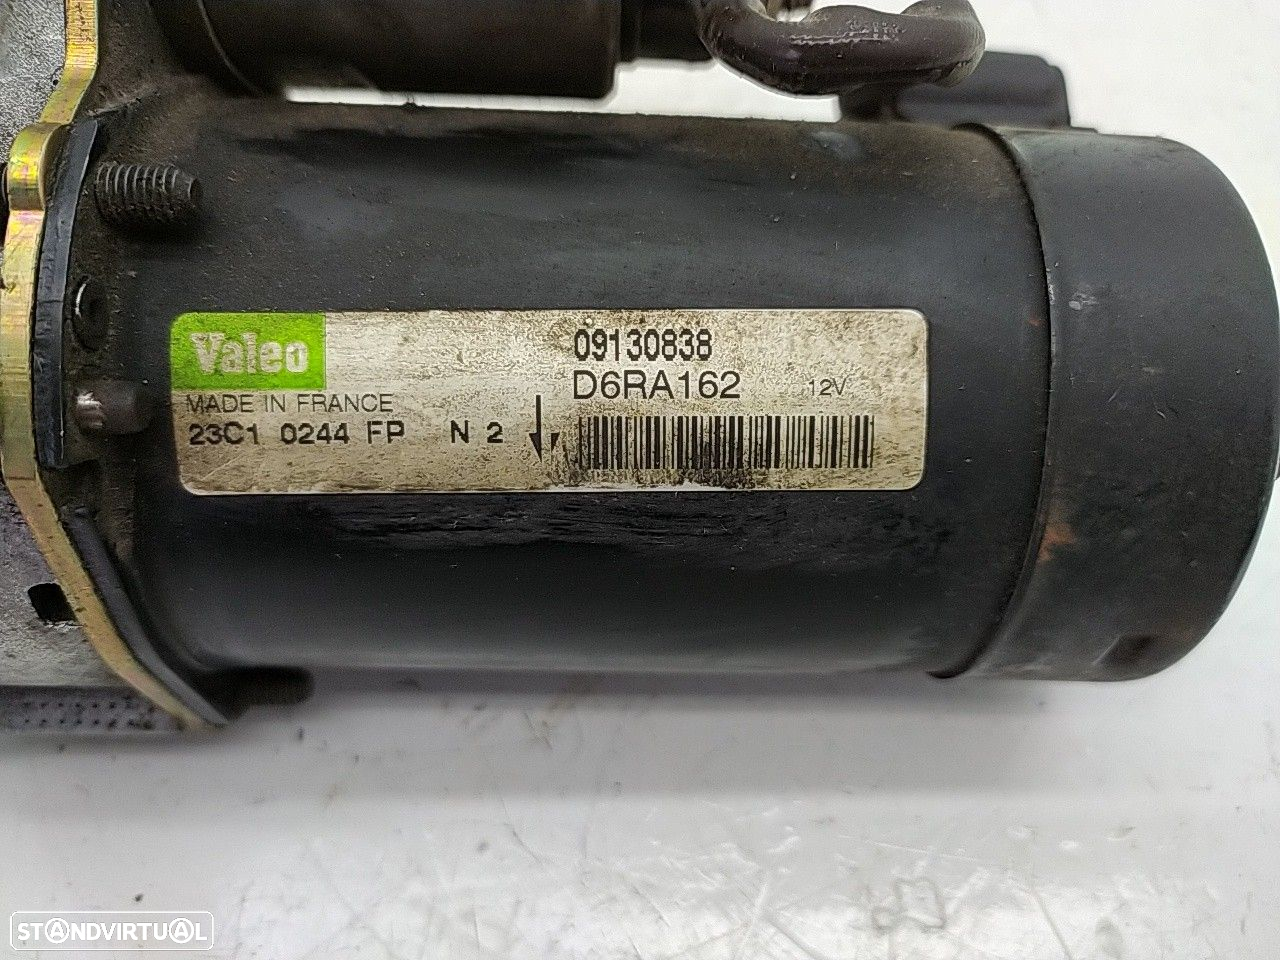 Valeo
09130838
D6RA162 12V
MADE IN FRANCE
23C1 0244 FP N 2
STANDVIRTUAL